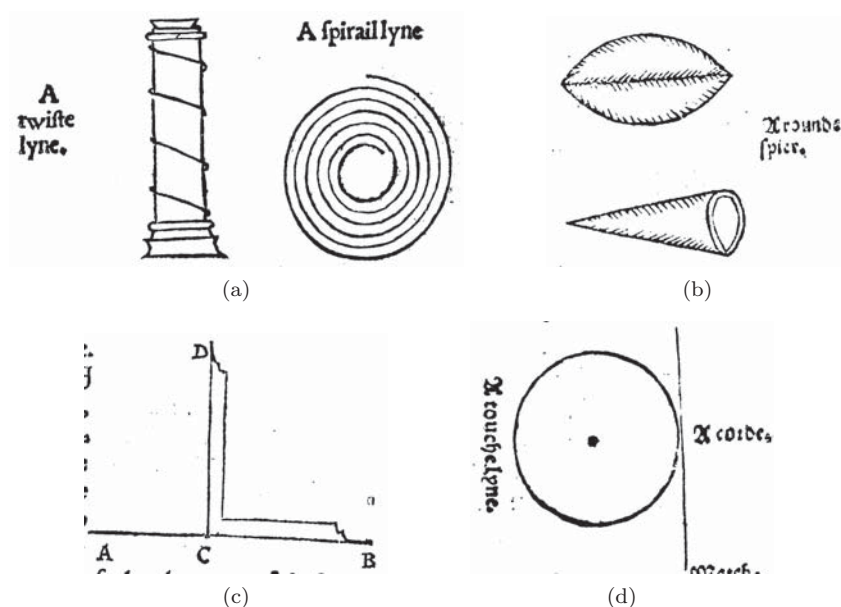 A
twiſte
lyne.
A ſpirail lyne
A rounde
ſpier.
(a)
(b)
D
A
C
B
A touche lyne.
A corde,
(c)
(d)